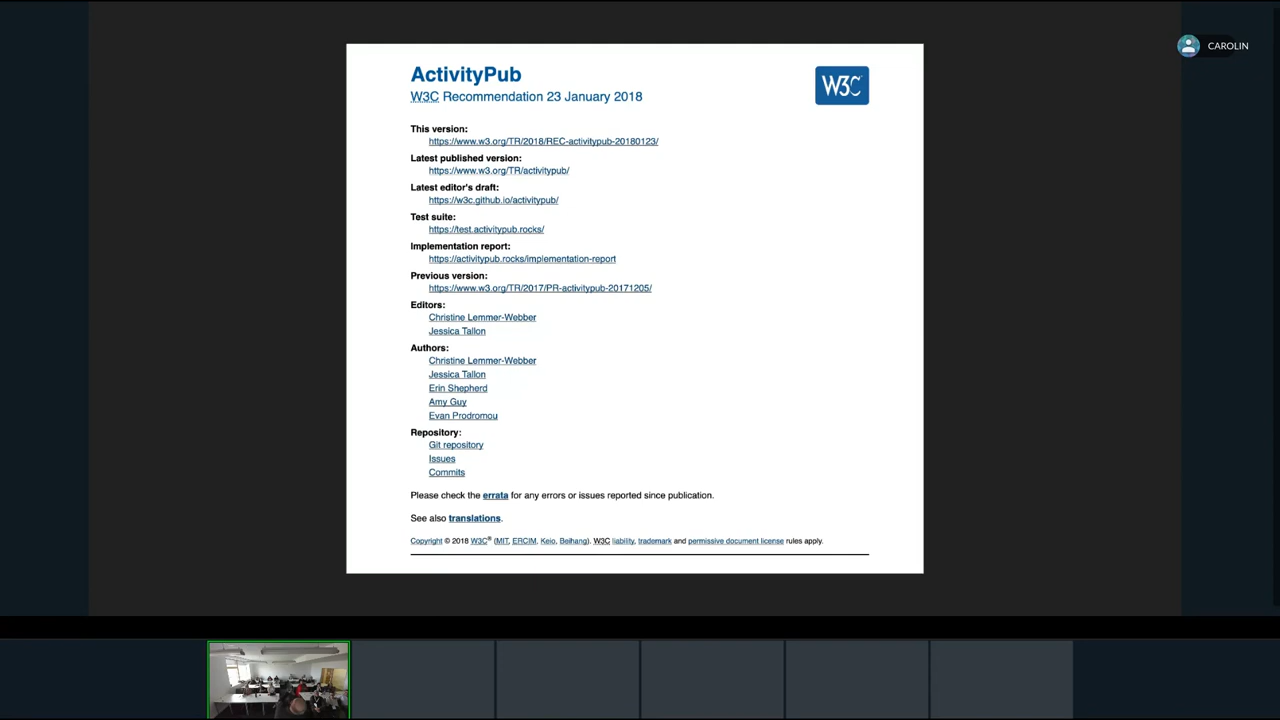 CAROLIN
ActivityPub
W3C
W3C Recommendation 23 January 2018
This version:
https://www.w3.org/TR/2018/REC-activitypub-20180123/
Latest published version:
https://www.w3.org/TR/activitypub/
Latest editor's draft:
https://w3c.github.io/activitypub/
Test suite:
https://test.activitypub.rocks/
Implementation report:
https://activitypub.rocks/implementation-report
Previous version:
https://www.w3.org/TR/2017/PR-activitypub-20171205/
Editors:
Christine Lemmer-Webber
Jessica Tallon
Authors:
Christine Lemmer-Webber
Jessica Tallon
Erin Shepherd
Amy Guy
Evan Prodromou
Repository:
Git repository
Issues
Commits
Please check the errata for any errors or issues reported since publication.
See also translations.
Copyright © 2018 W3C® (MIT, ERCIM, Keio, Beihang). W3C liability, trademark and permissive document license rules apply.